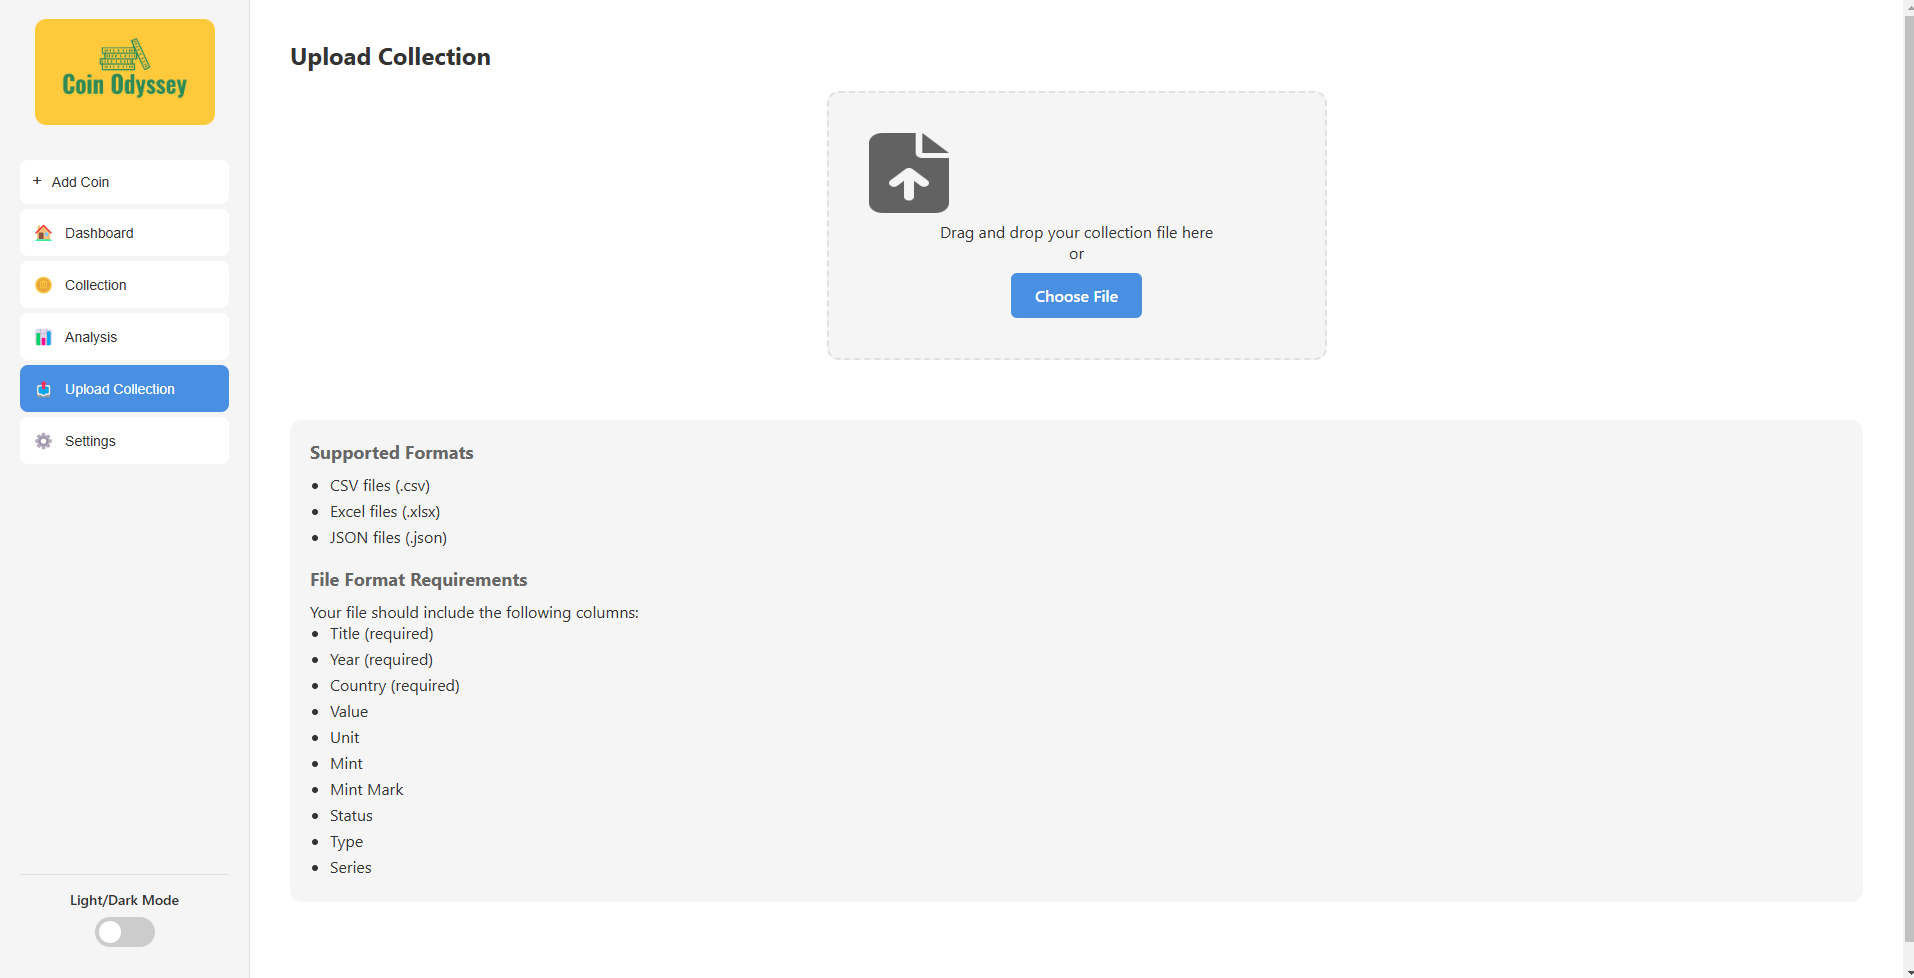 Coin Odyssey
+ Add Coin
Dashboard
Collection
Analysis
Upload Collection
Settings
Light/Dark Mode
Upload Collection
Drag and drop your collection file here
or
Choose File
Supported Formats
CSV files (.csv)
Excel files (.xlsx)
JSON files (.json)
File Format Requirements
Your file should include the following columns:
Title (required)
Year (required)
Country (required)
Value
Unit
Mint
Mint Mark
Status
Type
Series